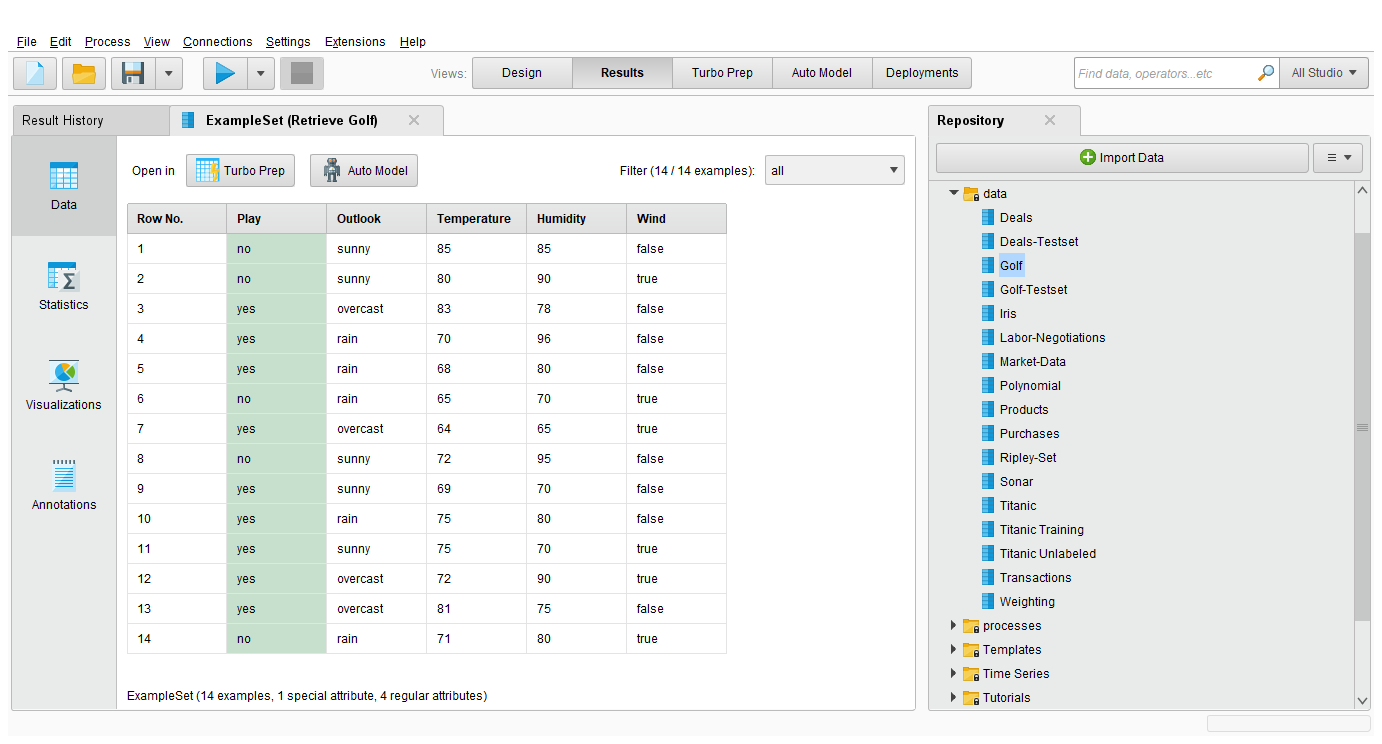 File Edit Process View Connections Settings Extensions Help
Views: Design Results Turbo Prep Auto Model Deployments Find data, operators...etc All Studio
Result History ExampleSet (Retrieve Golf)
Data
Statistics
Visualizations
Annotations
Open in Turbo Prep Auto Model Filter (14 / 14 examples): all
Row No. Play Outlook Temperature Humidity Wind
1 no sunny 85 85 false
2 no sunny 80 90 true
3 yes overcast 83 78 false
4 yes rain 70 96 false
5 yes rain 68 80 false
6 no rain 65 70 true
7 yes overcast 64 65 true
8 no sunny 72 95 false
9 yes sunny 69 70 false
10 yes rain 75 80 false
11 yes sunny 75 70 true
12 yes overcast 72 90 true
13 yes overcast 81 75 false
14 no rain 71 80 true
ExampleSet (14 examples, 1 special attribute, 4 regular attributes)
Repository
Import Data
data
Deals
Deals-Testset
Golf
Golf-Testset
Iris
Labor-Negotiations
Market-Data
Polynomial
Products
Purchases
Ripley-Set
Sonar
Titanic
Titanic Training
Titanic Unlabeled
Transactions
Weighting
processes
Templates
Time Series
Tutorials